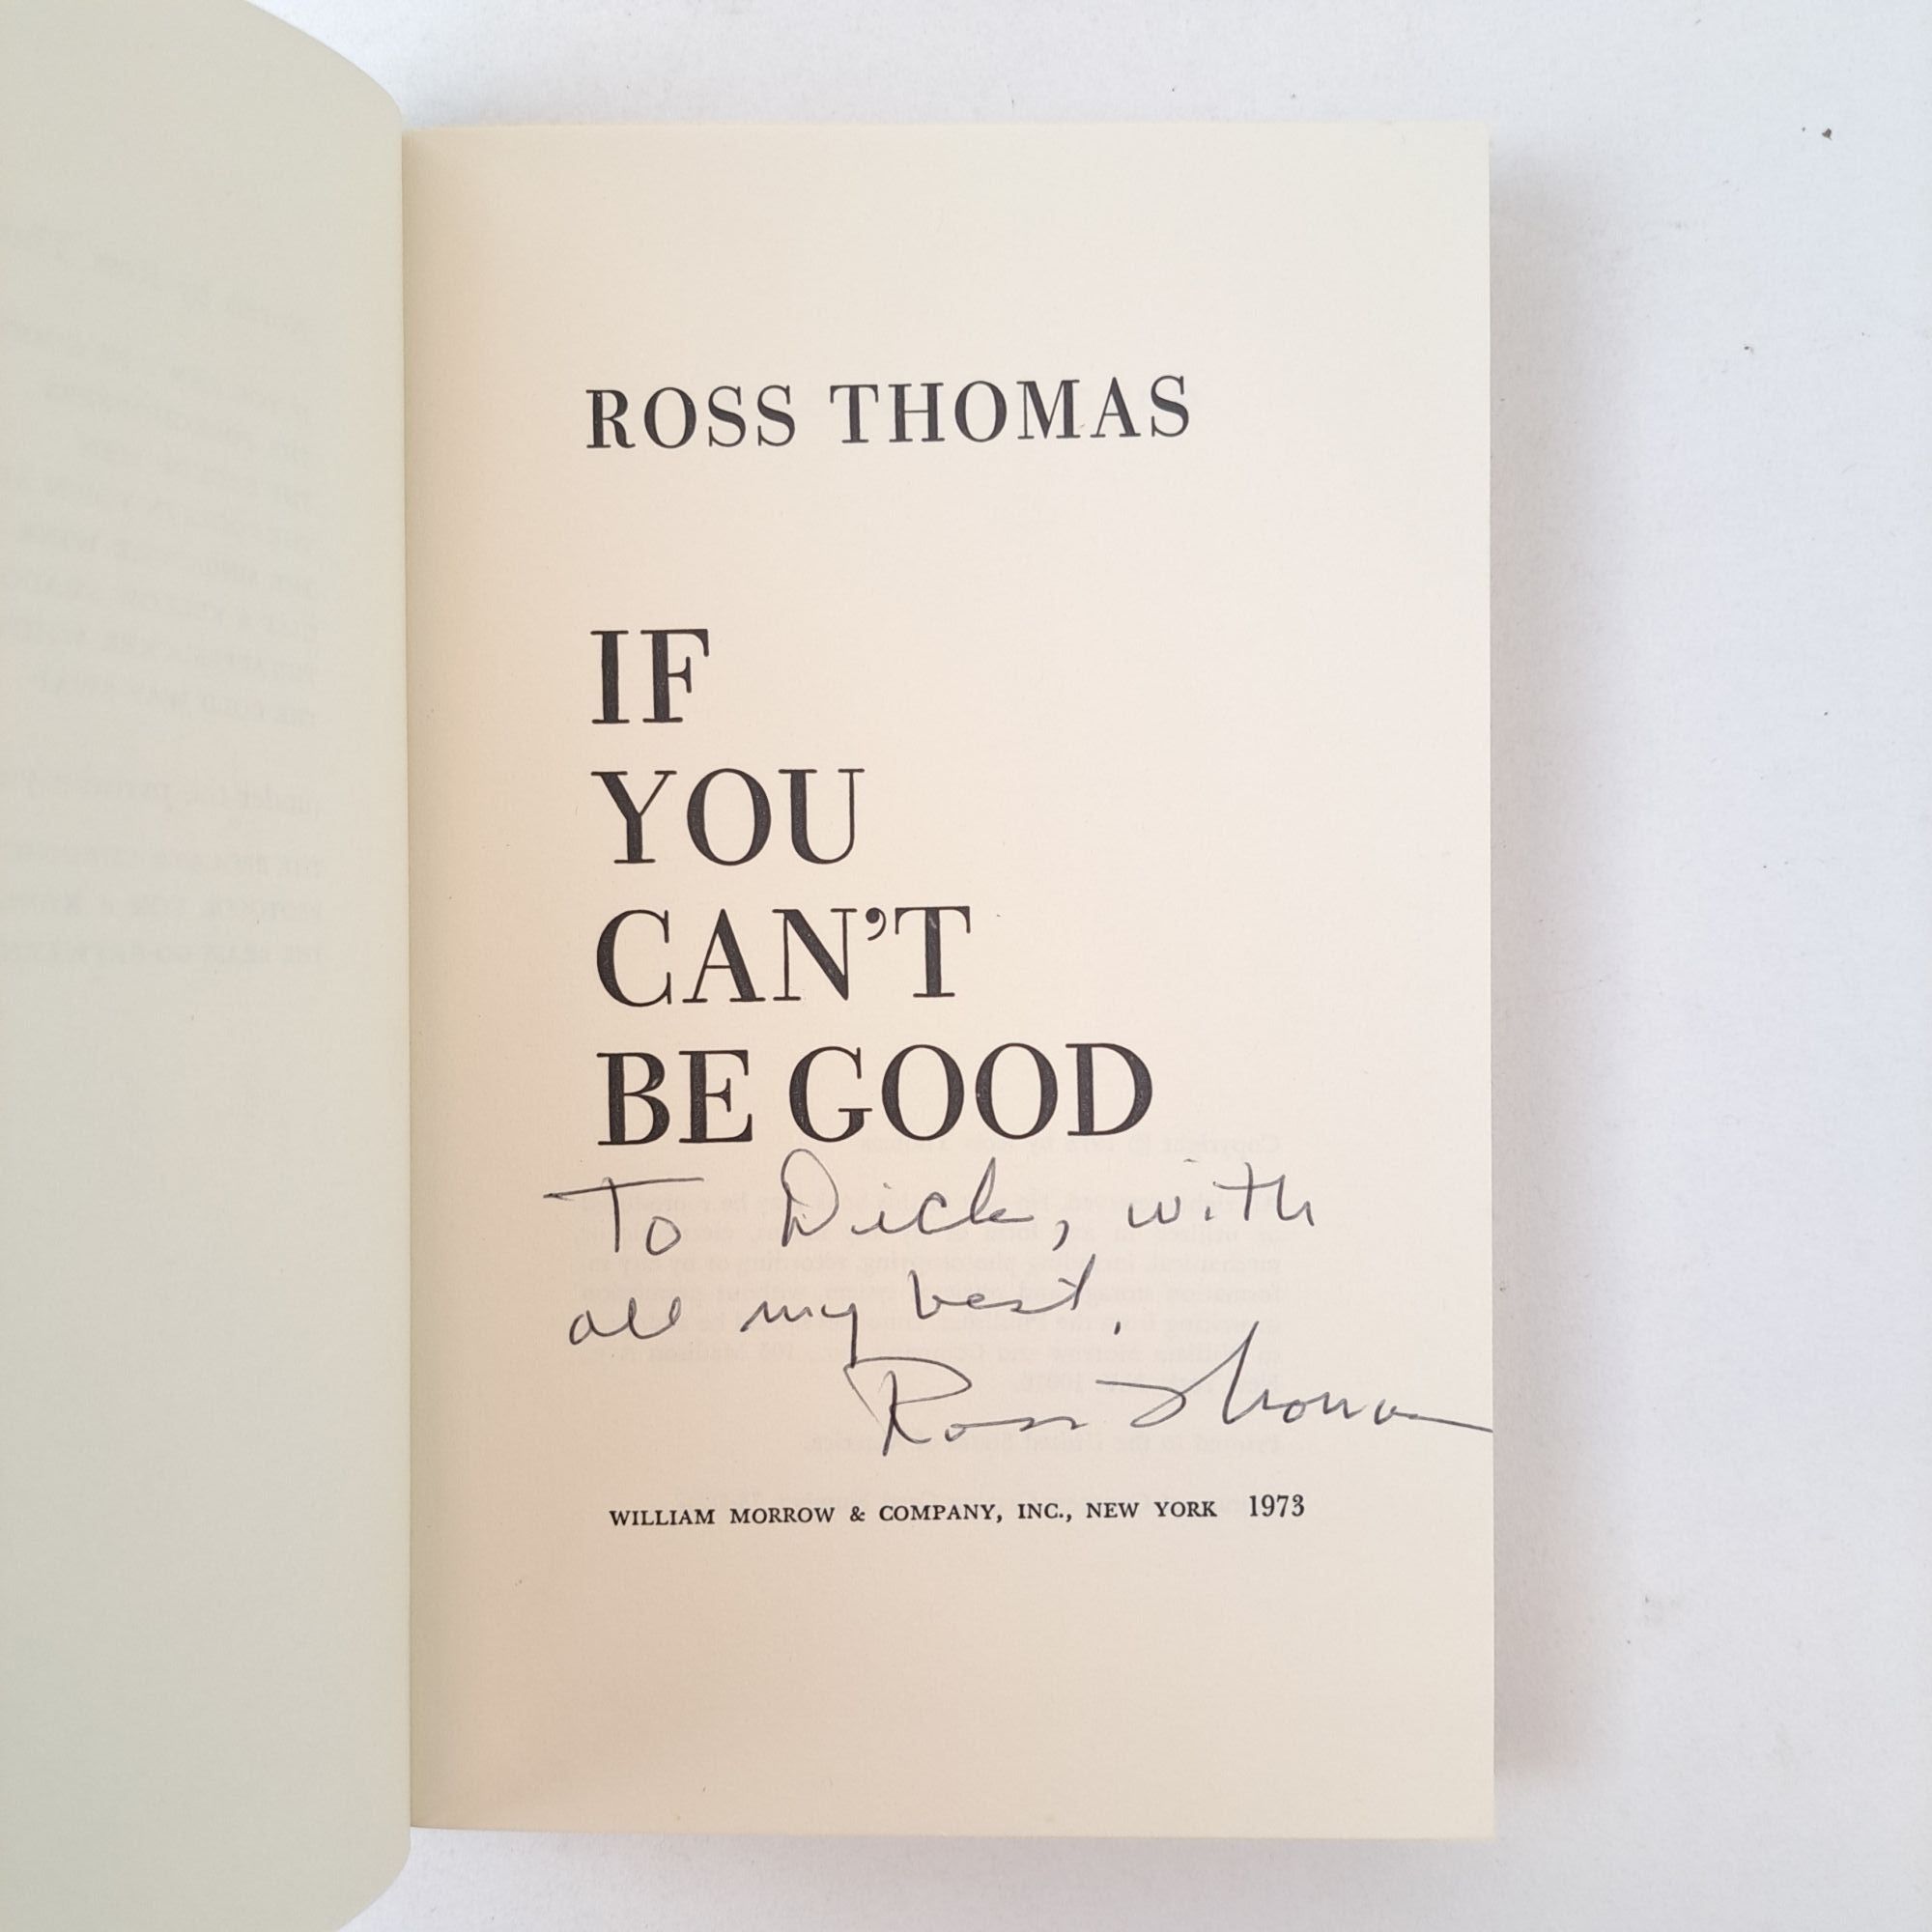 ROSS THOMAS
IF
YOU
CAN'T
BE GOOD
To Dick, with
all my best,
Ross Thomas
WILLIAM MORROW & COMPANY, INC., NEW YORK 1973